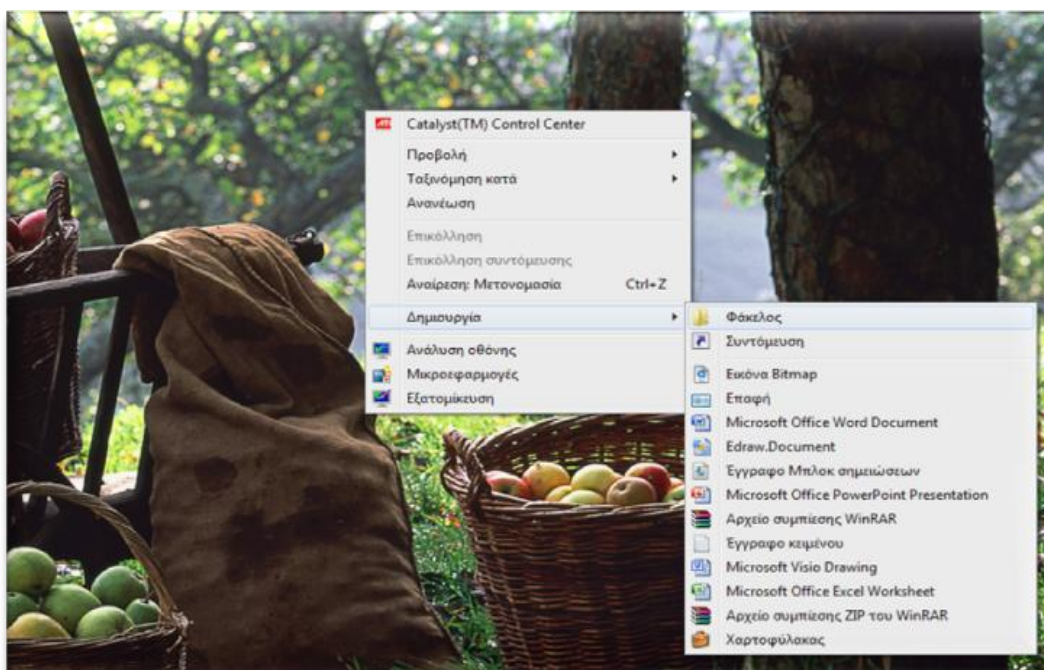 Catalyst(TM) Control Center
Προβολή
Ταξινόμηση κατά
Ανανέωση
Επικόλληση
Επικόλληση συντόμευσης
Αναίρεση: Μετονομασία Ctrl+Z
Δημιουργία
Ανάλυση οθόνης
Μικροεφαρμογές
Εξατομίκευση
Φάκελος
Συντόμευση
Εικόνα Bitmap
Επαφή
Microsoft Office Word Document
Edraw.Document
Έγγραφο Μπλοκ σημειώσεων
Microsoft Office PowerPoint Presentation
Αρχείο συμπίεσης WinRAR
Έγγραφο κειμένου
Microsoft Visio Drawing
Microsoft Office Excel Worksheet
Αρχείο συμπίεσης ZIP του WinRAR
Χαρτοφύλακας